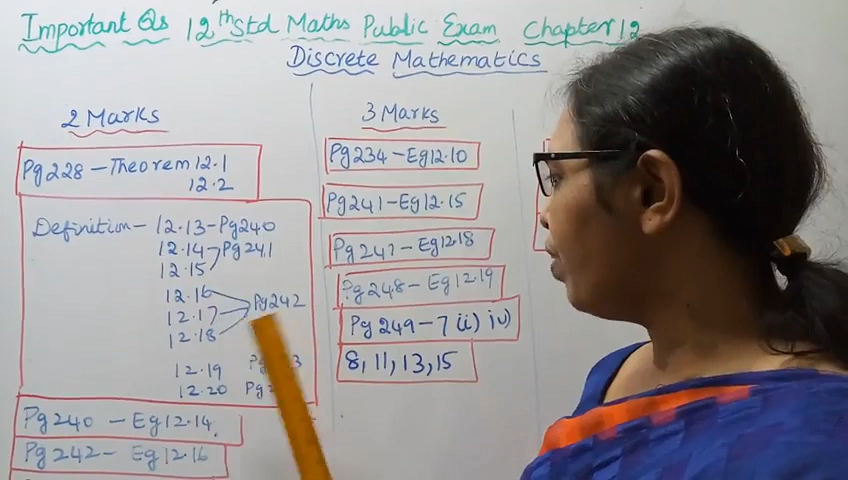 Important Qs 12th Std Maths Public Exam Chapter 12
Discrete Mathematics
2 Marks
Pg 228 - Theorem 12.1
12.2
Definition - 12.13 - Pg 240
12.14 - Pg 241
12.15
12.16
12.17 Pg 242
12.18
12.19
12.20
Pg 240 - Eg 12.14
Pg 242 - Eg 12.16
3 Marks
Pg 234 - Eg 12.10
Pg 241 - Eg 12.15
Eg 12.18
Pg 248 - Eg 12.19
Pg 249 - 7 ii) iv)
8, 11, 13, 15